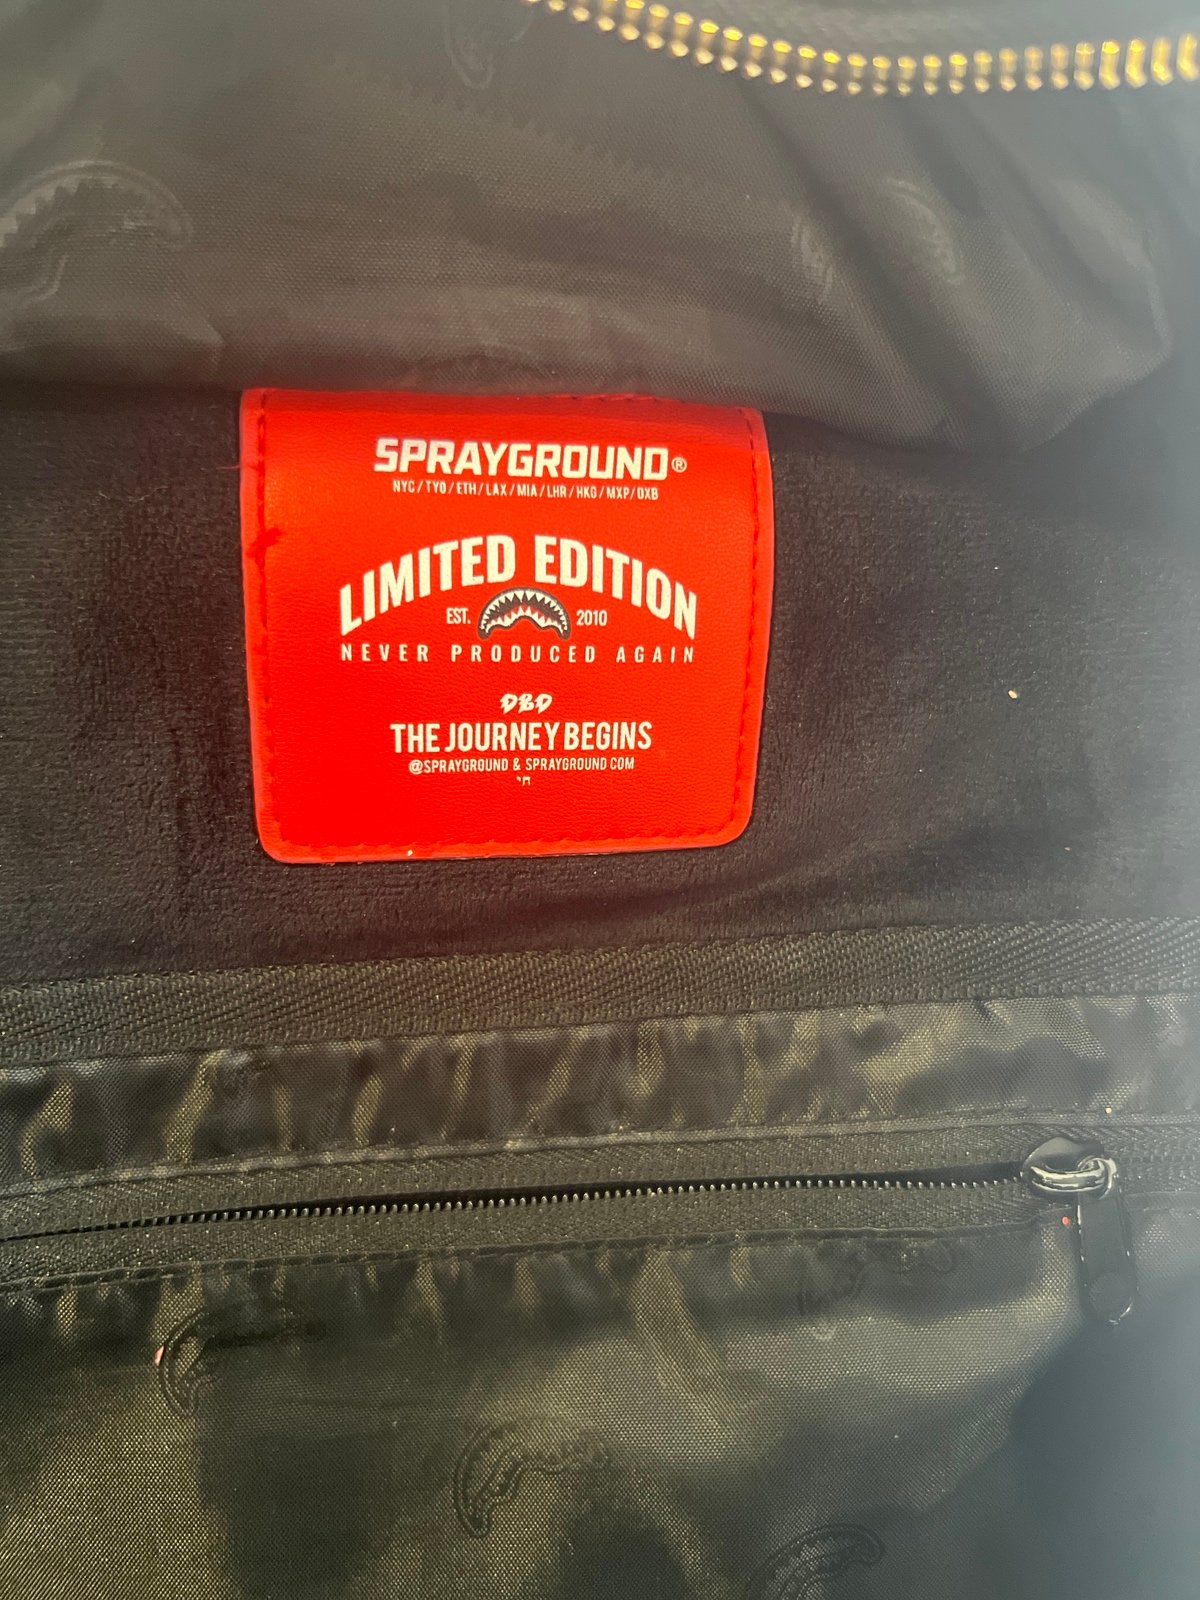 SPRAYGROUND®
NYC/TYO/ETH/LAX/MIA/LHR/HKG/MXP/DXB
LIMITED EDITION
EST. 2010
NEVER PRODUCED AGAIN
DBD
THE JOURNEY BEGINS
@SPRAYGROUND & SPRAYGROUND.COM